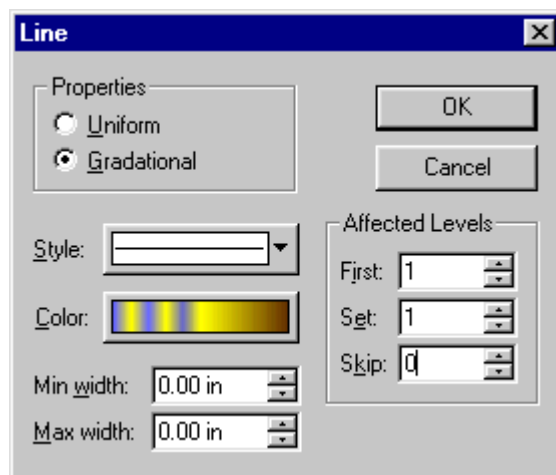 Line
Properties
Uniform
Gradational
OK
Cancel
Style:
Color:
Min width: 0.00 in
Max width: 0.00 in
Affected Levels
First: 1
Set: 1
Skip: 0